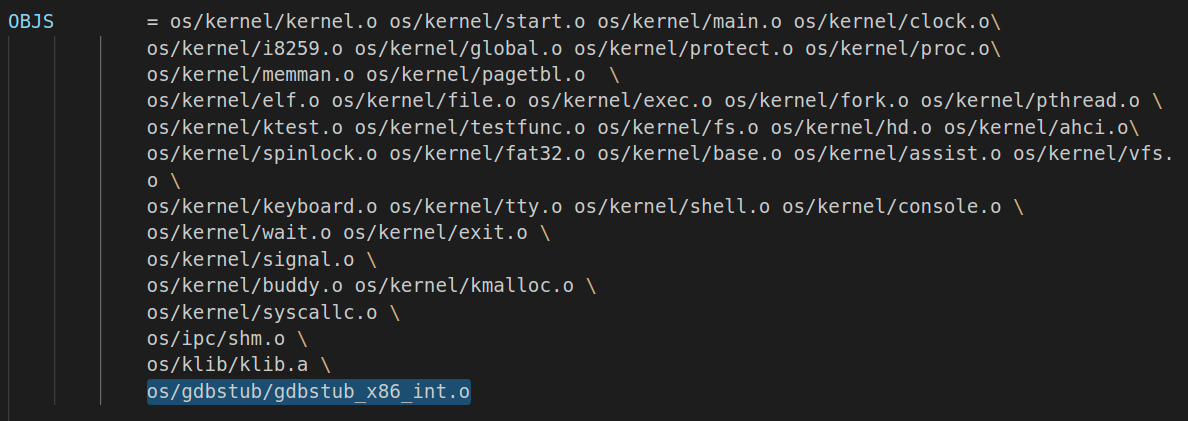 OBJS = os/kernel/kernel.o os/kernel/start.o os/kernel/main.o os/kernel/clock.o\
os/kernel/i8259.o os/kernel/global.o os/kernel/protect.o os/kernel/proc.o\
os/kernel/memman.o os/kernel/pagetbl.o  \
os/kernel/elf.o os/kernel/file.o os/kernel/exec.o os/kernel/fork.o os/kernel/pthread.o \
os/kernel/ktest.o os/kernel/testfunc.o os/kernel/fs.o os/kernel/hd.o os/kernel/ahci.o\
os/kernel/spinlock.o os/kernel/fat32.o os/kernel/base.o os/kernel/assist.o os/kernel/vfs.
o \
os/kernel/keyboard.o os/kernel/tty.o os/kernel/shell.o os/kernel/console.o \
os/kernel/wait.o os/kernel/exit.o \
os/kernel/signal.o \
os/kernel/buddy.o os/kernel/kmalloc.o \
os/kernel/syscallc.o \
os/ipc/shm.o \
os/klib/klib.a \
os/gdbstub/gdbstub_x86_int.o